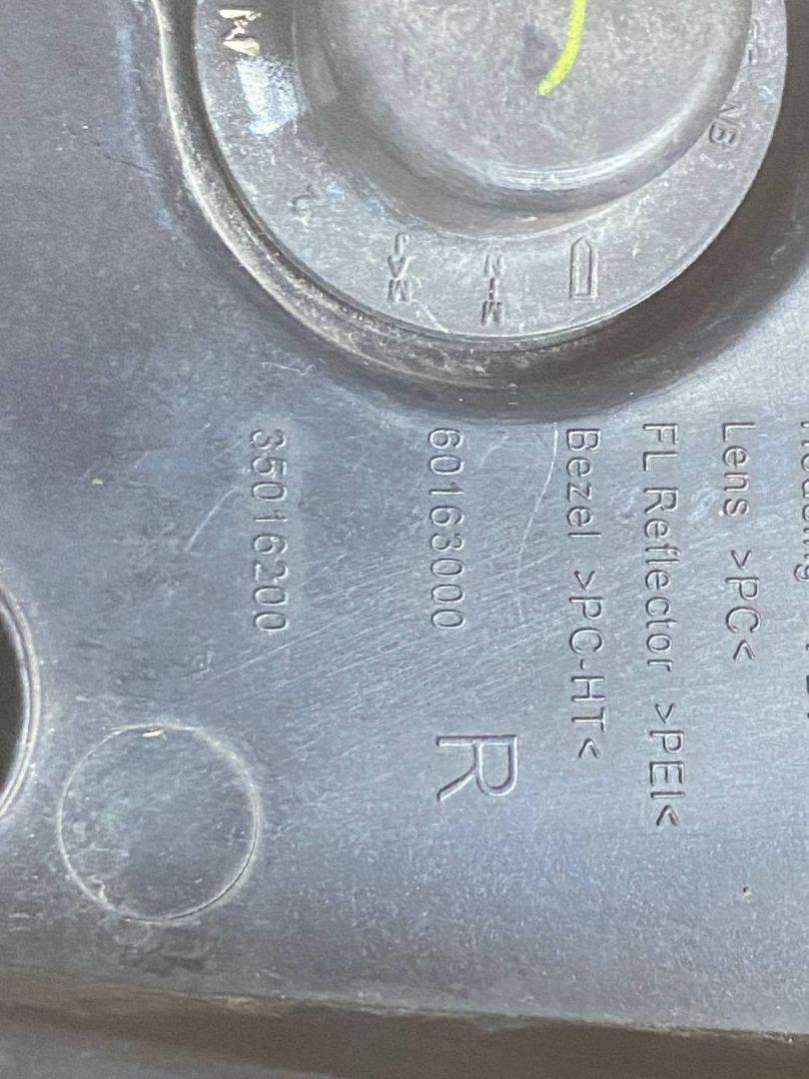 Lens >PC<
FL Reflector >PEI<
Bezel >PC-HT<
60163000
R
35016200